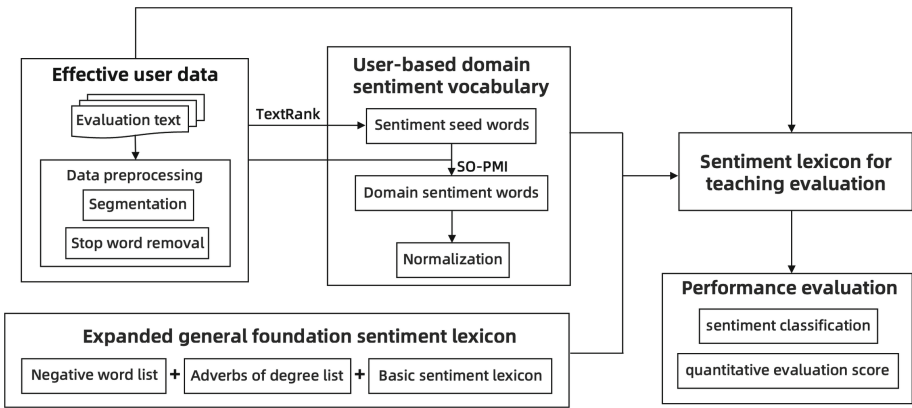 Effective user data
Evaluation text
Data preprocessing
Segmentation
Stop word removal
TextRank
User-based domain
sentiment vocabulary
Sentiment seed words
SO-PMI
Domain sentiment words
Normalization
Sentiment lexicon for
teaching evaluation
Performance evaluation
sentiment classification
quantitative evaluation score
Expanded general foundation sentiment lexicon
Negative word list + Adverbs of degree list + Basic sentiment lexicon